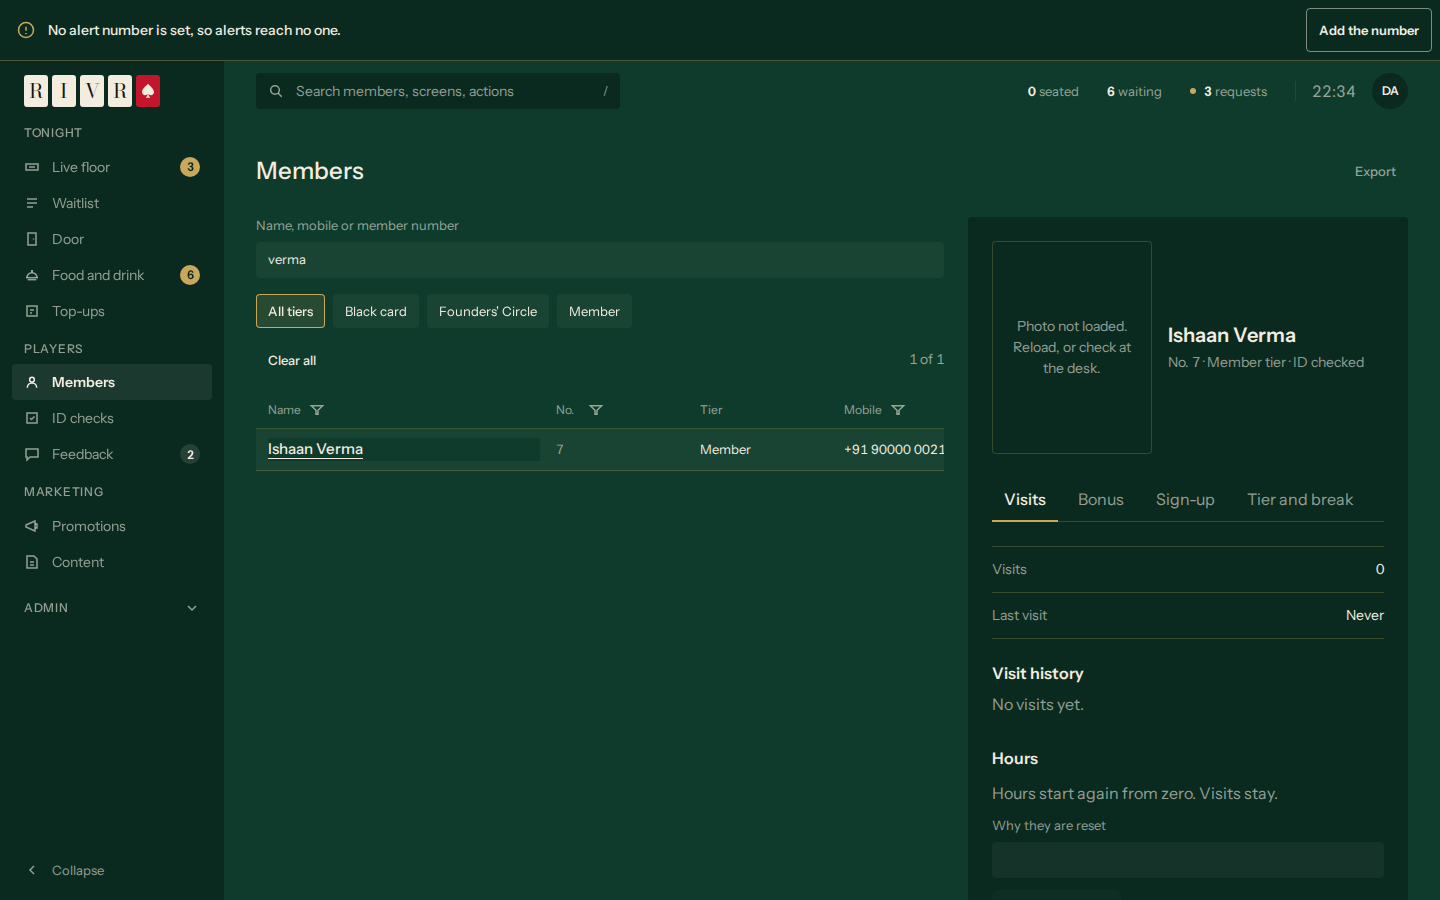 No alert number is set, so alerts reach no one.
Add the number
R I V R
Search members, screens, actions /
0 seated 6 waiting 3 requests 22:34 DA
TONIGHT
Live floor 3
Waitlist
Door
Food and drink 6
Top-ups
PLAYERS
Members
ID checks
Feedback 2
MARKETING
Promotions
Content
ADMIN
Collapse
Members
Export
Name, mobile or member number
verma
All tiers Black card Founders' Circle Member
Clear all 1 of 1
Name No. Tier Mobile
Ishaan Verma 7 Member +91 90000 0021
Photo not loaded.
Reload, or check at
the desk.
Ishaan Verma
No. 7 · Member tier · ID checked
Visits Bonus Sign-up Tier and break
Visits 0
Last visit Never
Visit history
No visits yet.
Hours
Hours start again from zero. Visits stay.
Why they are reset